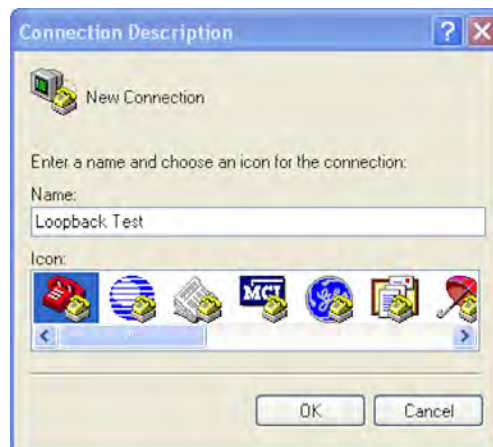 Connection Description
New Connection
Enter a name and choose an icon for the connection:
Name:
Loopback Test
Icon:
MCI
OK
Cancel